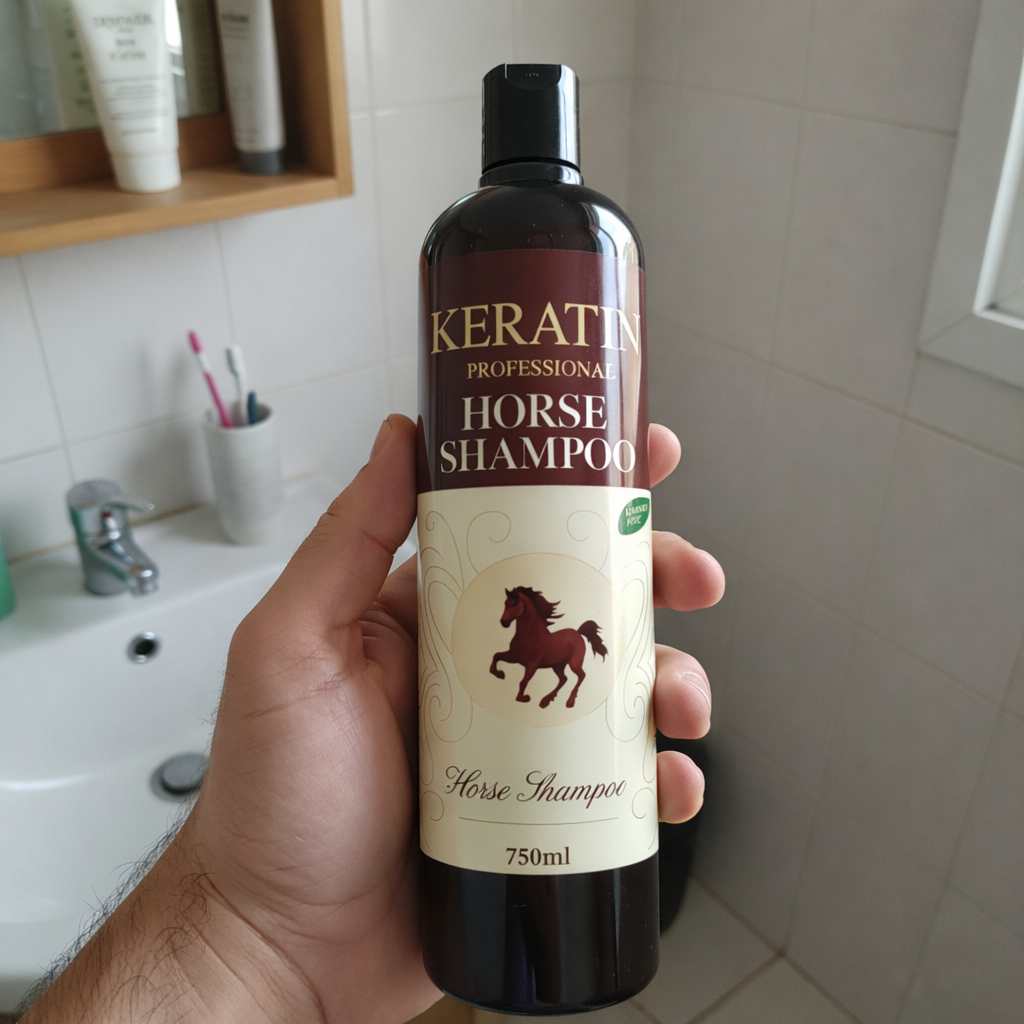 KERATIN
PROFESSIONAL
HORSE
SHAMPOO
Horse Shampoo
750ml